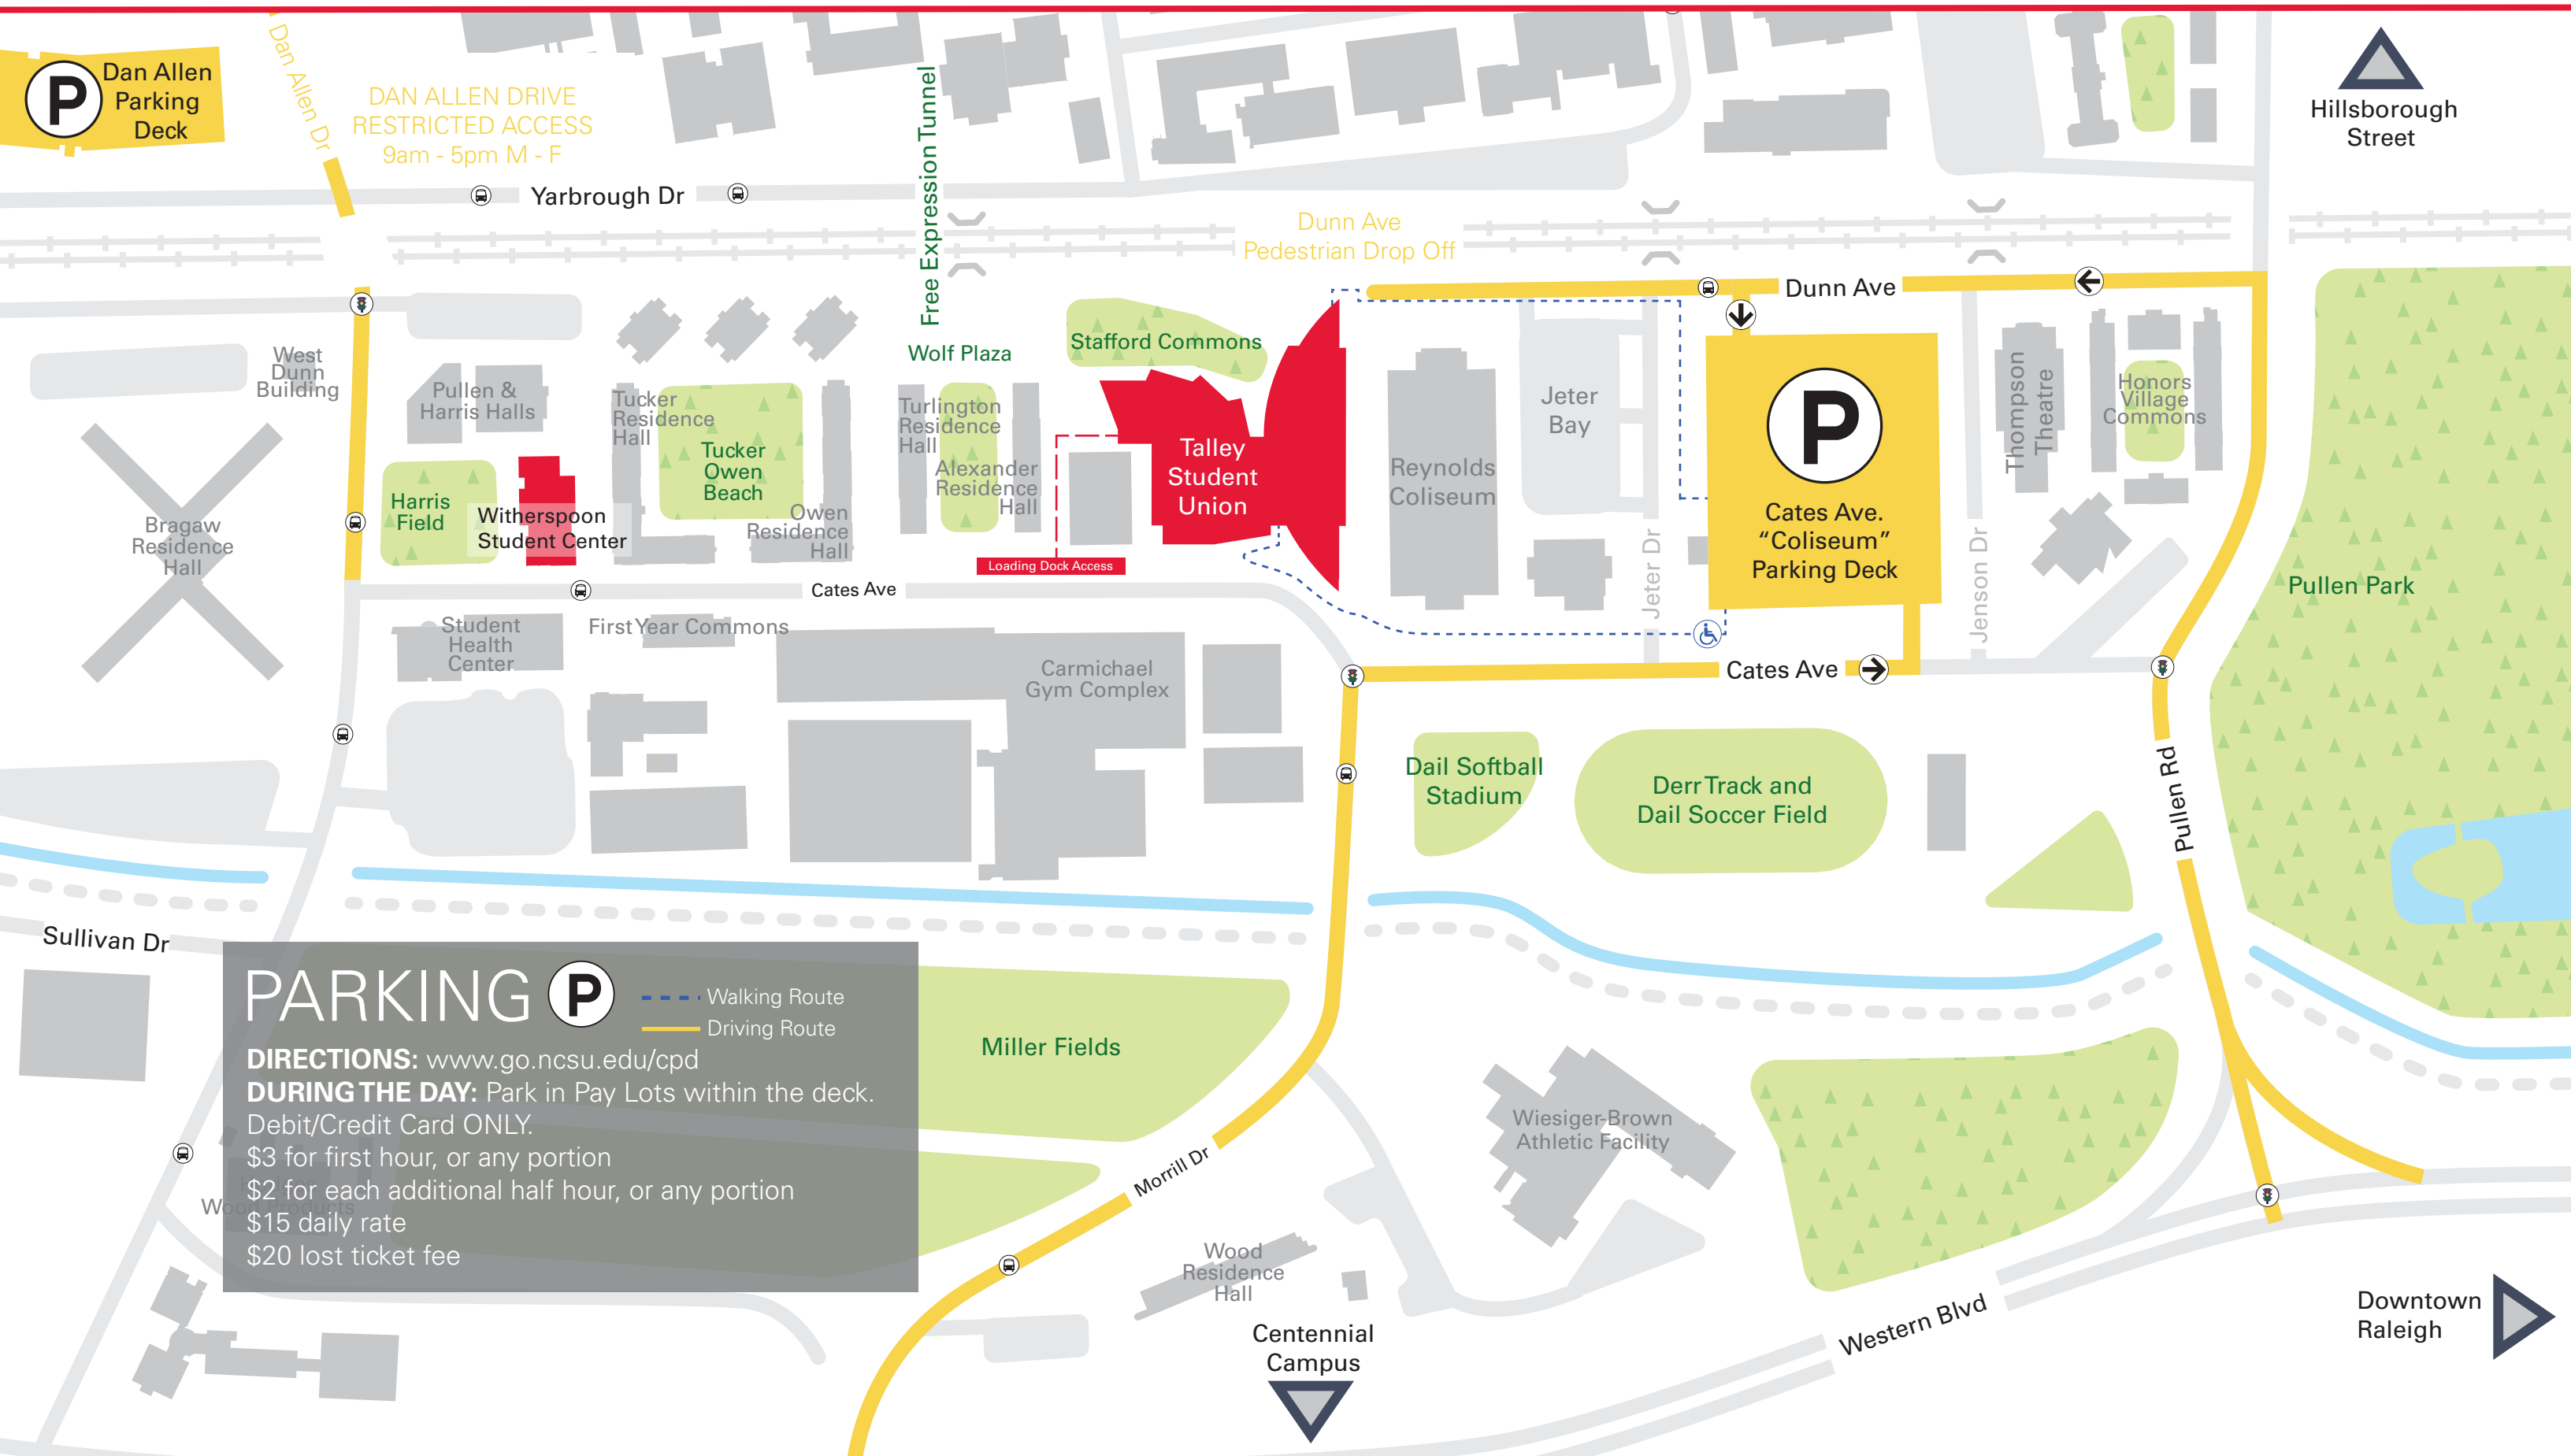 P
Dan Allen
Parking
Deck
Dan Allen Dr
DAN ALLEN DRIVE
RESTRICTED ACCESS
9am - 5pm M - F
Free Expression Tunnel
Hillsborough
Street
Yarbrough Dr
Dunn Ave
Pedestrian Drop Off
Dunn Ave
West
Dunn
Building
Pullen &
Harris Halls
Tucker
Residence
Hall
Tucker
Owen
Beach
Owen
Residence
Hall
Wolf Plaza
Turlington
Residence
Hall
Alexander
Residence
Hall
Stafford Commons
Talley
Student
Union
Reynolds
Coliseum
Jeter
Bay
Jeter Dr
P
Cates Ave.
“Coliseum”
Parking Deck
Jenson Dr
Thompson
Theatre
Honors
Village
Commons
Pullen Park
Bragaw
Residence
Hall
Harris
Field
Witherspoon
Student Center
Loading Dock Access
Cates Ave
Student
Health
Center
First Year Commons
Carmichael
Gym Complex
Cates Ave
Dail Softball
Stadium
Derr Track and
Dail Soccer Field
Pullen Rd
Sullivan Dr
PARKING P
Walking Route
Driving Route
DIRECTIONS: www.go.ncsu.edu/cpd
DURING THE DAY: Park in Pay Lots within the deck.
Debit/Credit Card ONLY.
$3 for first hour, or any portion
$2 for each additional half hour, or any portion
$15 daily rate
$20 lost ticket fee
Wood Products
Miller Fields
Morrill Dr
Wiesiger-Brown
Athletic Facility
Wood
Residence
Hall
Centennial
Campus
Western Blvd
Downtown
Raleigh